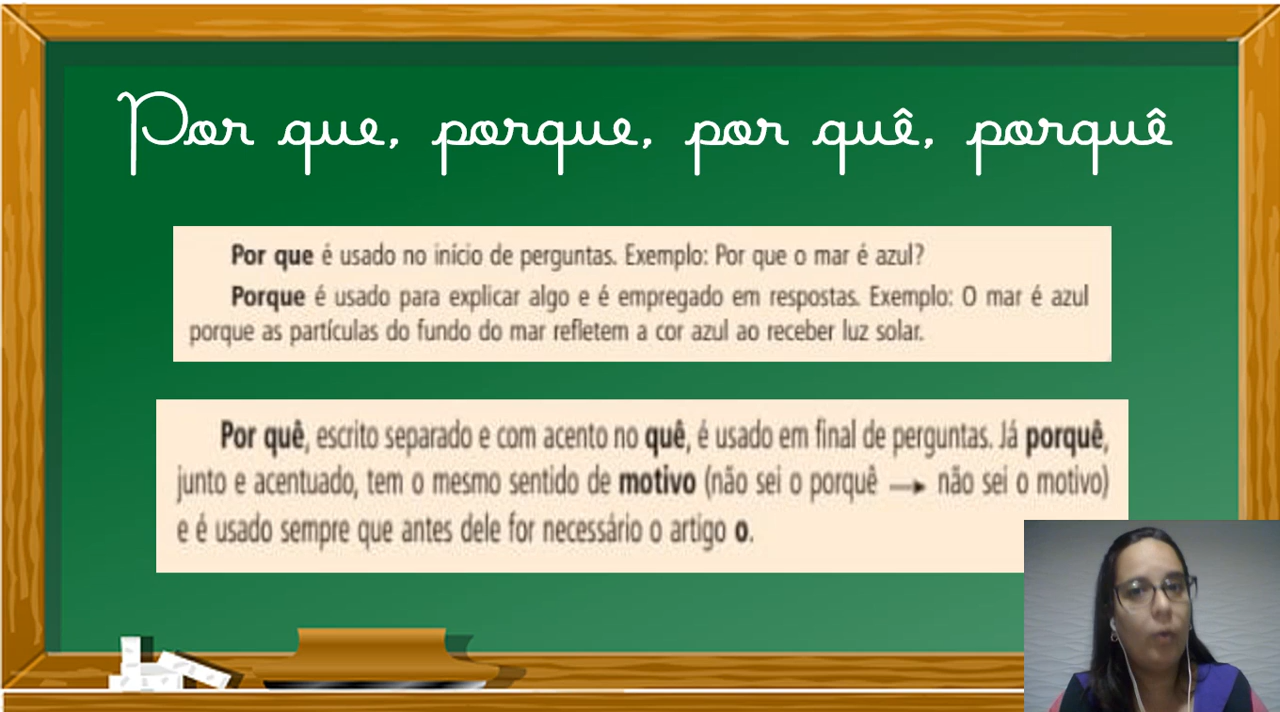 Por que, porque, por quê, porquê
Por que é usado no início de perguntas. Exemplo: Por que o mar é azul?
Porque é usado para explicar algo e é empregado em respostas. Exemplo: O mar é azul
porque as partículas do fundo do mar refletem a cor azul ao receber luz solar.
Por quê, escrito separado e com acento no quê, é usado em final de perguntas. Já porquê,
junto e acentuado, tem o mesmo sentido de motivo (não sei o porquê → não sei o motivo)
e é usado sempre que antes dele for necessário o artigo o.